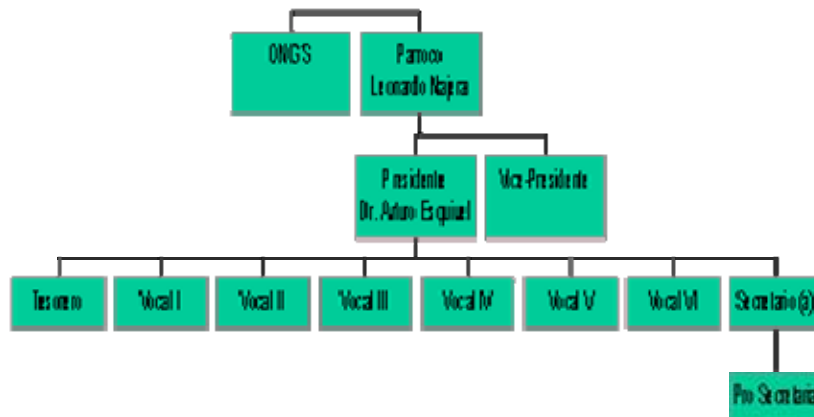 ONG'S
Parroco
Leonardo Najera
Presidente
Dr. Arturo Esquivel
Vice-Presidente
Tesorero
Vocal I
Vocal II
Vocal III
Vocal IV
Vocal V
Vocal VI
Secretario(a)
Pro Secretaria